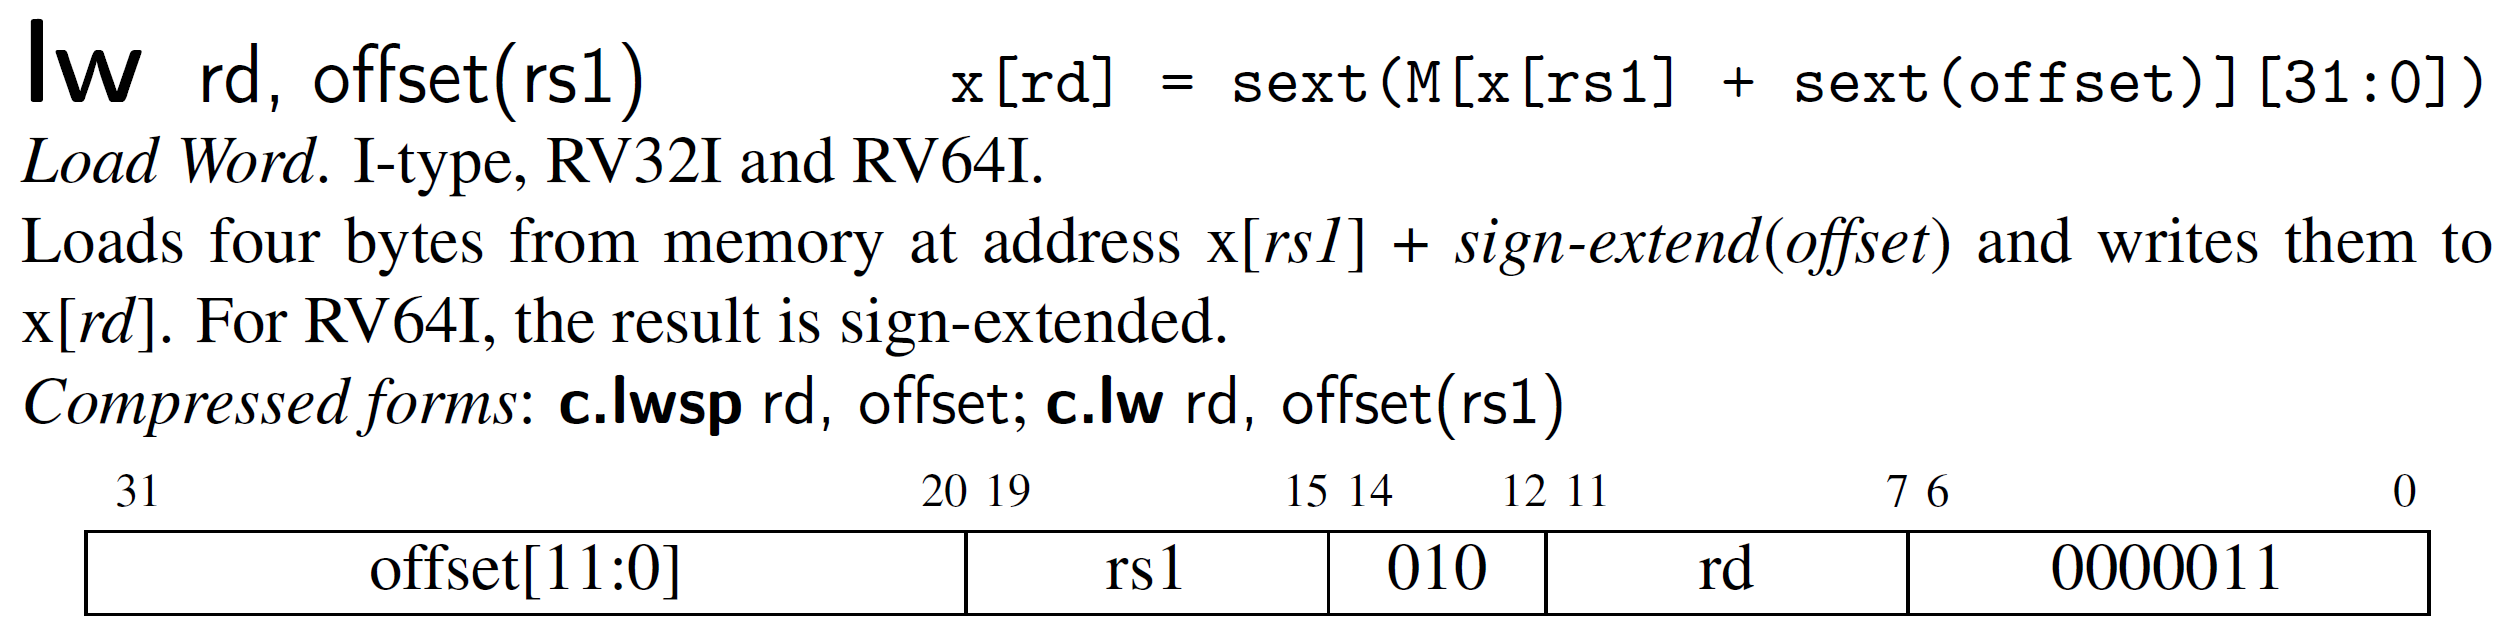 lw rd, offset(rs1) x[rd] = sext(M[x[rs1] + sext(offset)][31:0])
Load Word. I-type, RV32I and RV64I.
Loads four bytes from memory at address x[rs1] + sign-extend(offset) and writes them to
x[rd]. For RV64I, the result is sign-extended.
Compressed forms: c.lwsp rd, offset; c.lw rd, offset(rs1)
31 20 19 15 14 12 11 7 6 0
offset[11:0] rs1 010 rd 0000011